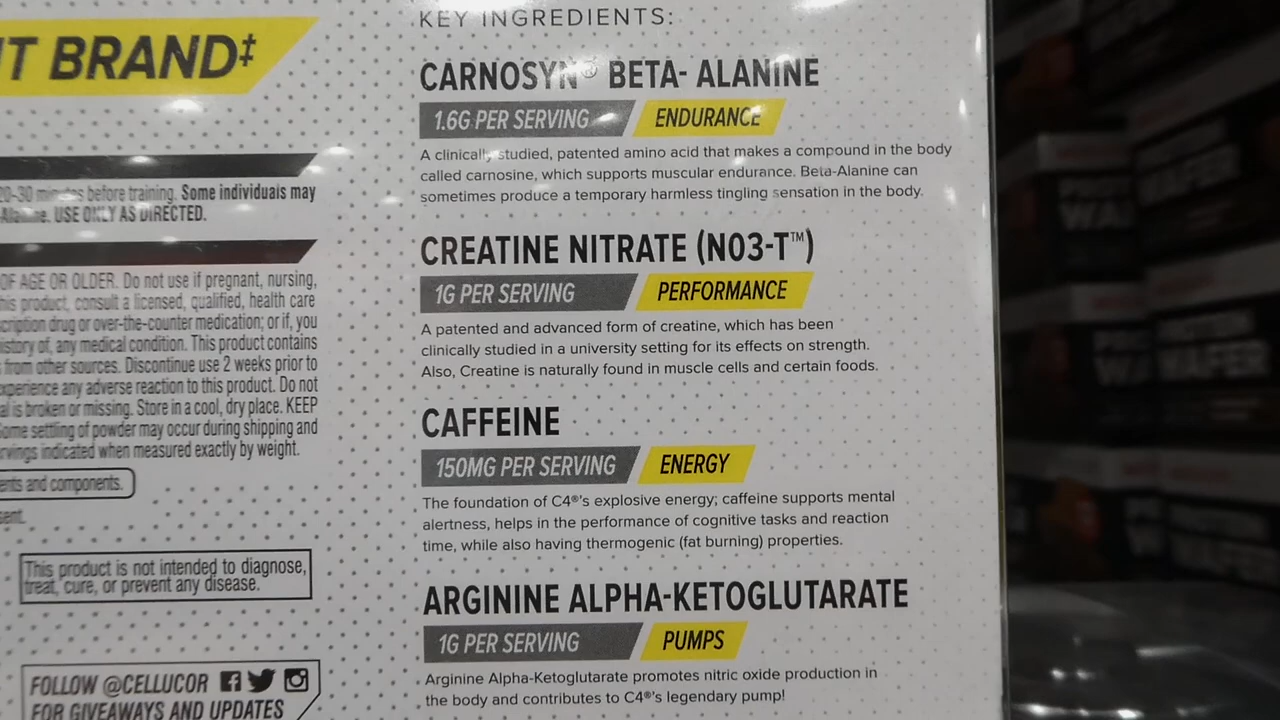 T BRAND‡
20-30 minutes before training. Some individuals may
USE ONLY AS DIRECTED.
OF AGE OR OLDER. Do not use if pregnant, nursing,
this product, consult a licensed, qualified, health care
drug or over-the-counter medication; or if, you
of, any medical condition. This product contains
from other sources. Discontinue use 2 weeks prior to
experience any adverse reaction to this product. Do not
is broken or missing. Store in a cool, dry place. KEEP
Some settling of powder may occur during shipping and
servings indicated when measured exactly by weight.
and components.
This product is not intended to diagnose,
treat, cure, or prevent any disease.
FOLLOW @CELLUCOR
FOR GIVEAWAYS AND UPDATES
KEY INGREDIENTS:
CARNOSYN® BETA- ALANINE
1.6G PER SERVING ENDURANCE
A clinically studied, patented amino acid that makes a compound in the body
called carnosine, which supports muscular endurance. Beta-Alanine can
sometimes produce a temporary harmless tingling sensation in the body.
CREATINE NITRATE (NO3-T™)
1G PER SERVING PERFORMANCE
A patented and advanced form of creatine, which has been
clinically studied in a university setting for its effects on strength.
Also, Creatine is naturally found in muscle cells and certain foods.
CAFFEINE
150MG PER SERVING ENERGY
The foundation of C4®'s explosive energy; caffeine supports mental
alertness, helps in the performance of cognitive tasks and reaction
time, while also having thermogenic (fat burning) properties.
ARGININE ALPHA-KETOGLUTARATE
1G PER SERVING PUMPS
Arginine Alpha-Ketoglutarate promotes nitric oxide production in
the body and contributes to C4®'s legendary pump!
WAFER
WAFER